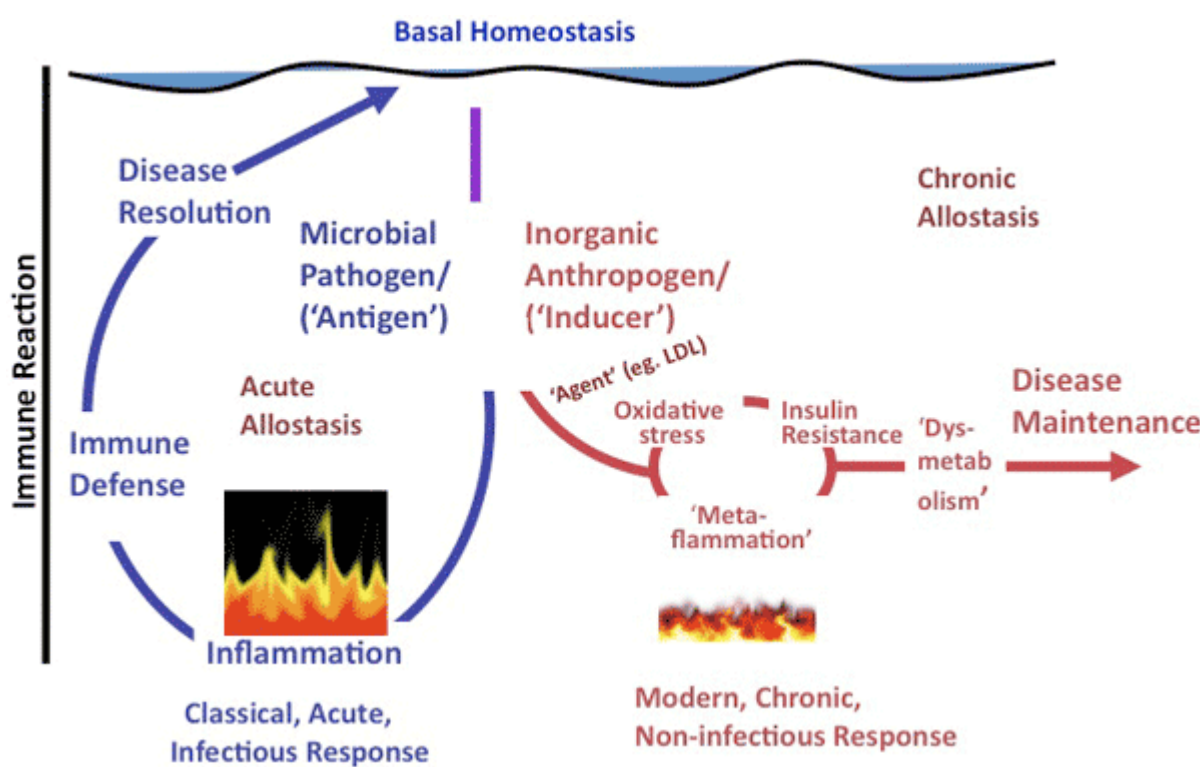 Basal Homeostasis
Immune Reaction
Disease
Resolution
Microbial
Pathogen/
(‘Antigen’)
Inorganic
Anthropogen/
(‘Inducer’)
Chronic
Allostasis
Acute
Allostasis
Immune
Defense
Inflammation
Classical, Acute,
Infectious Response
‘Agent’ (eg. LDL)
Oxidative
stress
Insulin
Resistance
‘Meta-
flammation’
‘Dys-
metab
olism’
Disease
Maintenance
Modern, Chronic,
Non-infectious Response